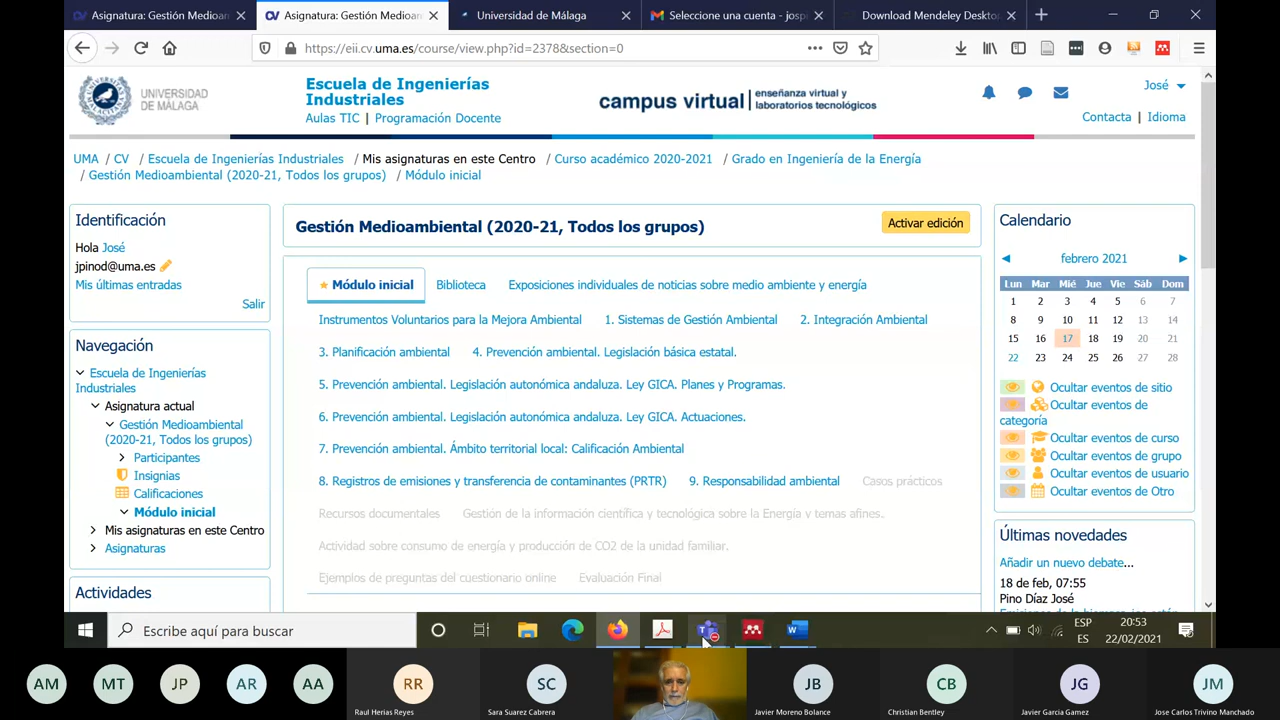 Asignatura: Gestión Medioam
Asignatura: Gestión Medioam
Universidad de Málaga
Seleccione una cuenta - josp
Download Mendeley Deskto
https://eii.cv.uma.es/course/view.php?id=2378&section=0
UNIVERSIDAD
DE MÁLAGA
Escuela de Ingenierías
Industriales
Aulas TIC | Programación Docente
campus virtual
enseñanza virtual y
laboratorios tecnológicos
José
Contacta | Idioma
UMA / CV / Escuela de Ingenierías Industriales / Mis asignaturas en este Centro / Curso académico 2020-2021 / Grado en Ingeniería de la Energía
/ Gestión Medioambiental (2020-21, Todos los grupos) / Módulo inicial
Identificación
Hola José
jpinod@uma.es
Mis últimas entradas
Salir
Navegación
Escuela de Ingenierías
Industriales
Asignatura actual
Gestión Medioambital
(2020-21, Todos los grupos)
Participantes
Insignias
Calificaciones
Módulo inicial
Mis asignaturas en este Centro
Asignaturas
Actividades
Gestión Medioambiental (2020-21, Todos los grupos)
Activar edición
Módulo inicial
Biblioteca
Exposiciones individuales de noticias sobre medio ambiente y energía
Instrumentos Voluntarios para la Mejora Ambiental
1. Sistemas de Gestión Ambiental
2. Integración Ambiental
3. Planificación ambiental
4. Prevención ambiental. Legislación básica estatal.
5. Prevención ambiental. Legislación autonómica andaluza. Ley GICA. Planes y Programas.
6. Prevención ambiental. Legislación autonómica andaluza. Ley GICA. Actuaciones.
7. Prevención ambiental. Ámbito territorial local: Calificación Ambiental
8. Registros de emisiones y transferencia de contaminantes (PRTR)
9. Responsabilidad ambiental
Casos prácticos
Recursos documentales
Gestión de la información científica y tecnológica sobre la Energía y temas afines.
Actividad sobre consumo de energía y producción de CO2 de la unidad familiar.
Ejemplos de preguntas del cuestionario online
Evaluación Final
Calendario
febrero 2021
Lun Mar Mié Jue Vie Sáb Dom
1 2 3 4 5 6 7
8 9 10 11 12 13 14
15 16 17 18 19 20 21
22 23 24 25 26 27 28
Ocultar eventos de sitio
Ocultar eventos de
categoría
Ocultar eventos de curso
Ocultar eventos de grupo
Ocultar eventos de usuario
Ocultar eventos de Otro
Últimas novedades
Añadir un nuevo debate...
18 de feb, 07:55
Pino Díaz José
Escribe aquí para buscar
ESP
ES
20:53
22/02/2021
AM
MT
JP
AR
AA
RR
SC
JB
CB
JG
JM
Raul Herias Reyes
Sara Suarez Cabrera
Javier Moreno Bolance
Christian Bentley
Javier Garcia Gamez
Jose Carlos Trivino Manchado